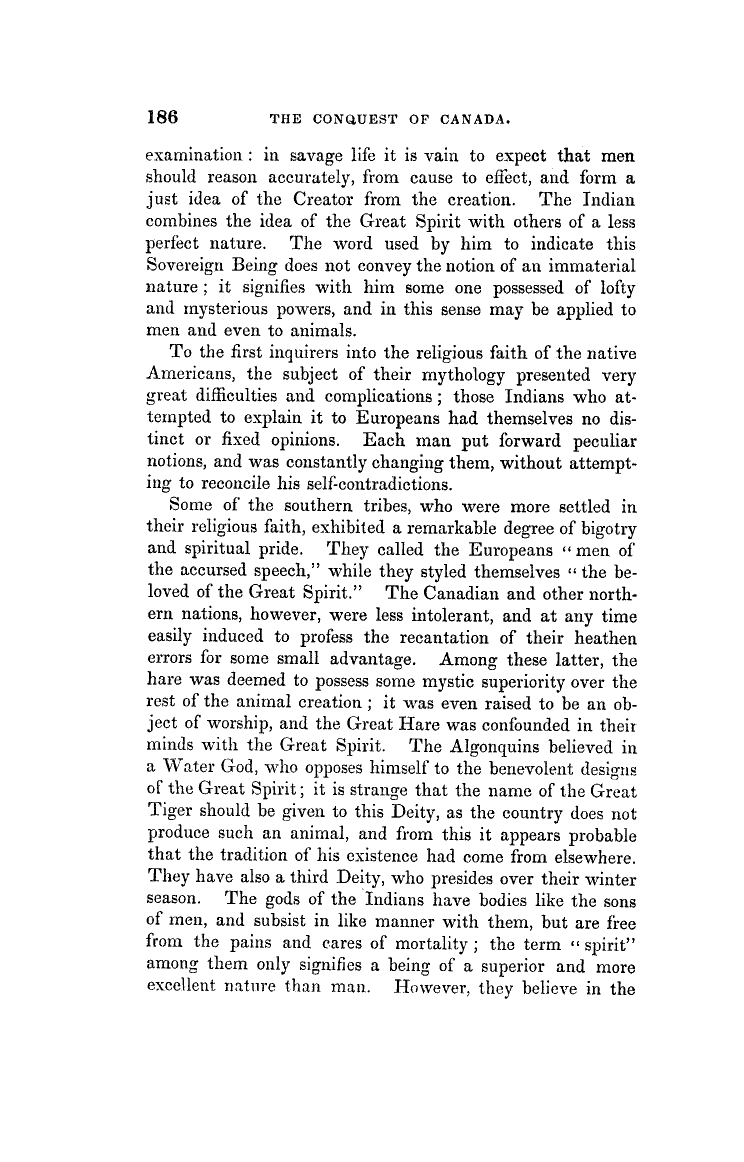 186 THE CONQUEST OF CANADA.
examination : in savage life it is vain to expect that men
should reason accurately, from cause to effect, and form a
just idea of the Creator from the creation. The Indian
combines the idea of the Great Spirit with others of a less
perfect nature. The word used by him to indicate this
Sovereign Being does not convey the notion of an immaterial
nature ; it signifies with him some one possessed of lofty
and mysterious powers, and in this sense may be applied to
men and even to animals.
To the first inquirers into the religious faith of the native
Americans, the subject of their mythology presented very
great difficulties and complications ; those Indians who at-
tempted to explain it to Europeans had themselves no dis-
tinct or fixed opinions. Each man put forward peculiar
notions, and was constantly changing them, without attempt-
ing to reconcile his self-contradictions.
Some of the southern tribes, who were more settled in
their religious faith, exhibited a remarkable degree of bigotry
and spiritual pride. They called the Europeans “ men of
the accursed speech,” while they styled themselves “ the be-
loved of the Great Spirit.” The Canadian and other north-
ern nations, however, were less intolerant, and at any time
easily induced to profess the recantation of their heathen
errors for some small advantage. Among these latter, the
hare was deemed to possess some mystic superiority over the
rest of the animal creation ; it was even raised to be an ob-
ject of worship, and the Great Hare was confounded in their
minds with the Great Spirit. The Algonquins believed in
a Water God, who opposes himself to the benevolent designs
of the Great Spirit ; it is strange that the name of the Great
Tiger should be given to this Deity, as the country does not
produce such an animal, and from this it appears probable
that the tradition of his existence had come from elsewhere.
They have also a third Deity, who presides over their winter
season. The gods of the Indians have bodies like the sons
of men, and subsist in like manner with them, but are free
from the pains and cares of mortality ; the term “ spirit”
among them only signifies a being of a superior and more
excellent nature than man. However, they believe in the